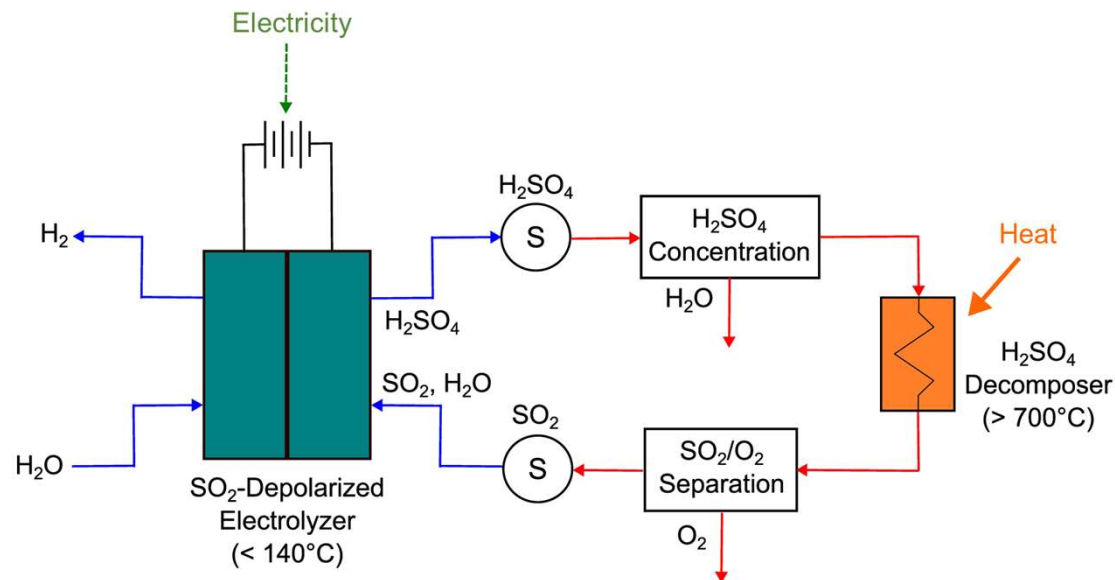 Electricity
H₂SO₄
H₂
S
H₂SO₄
Concentration
Heat
H₂SO₄
H₂O
H₂SO₄
Decomposer
(> 700°C)
SO₂, H₂O
SO₂
H₂O
S
SO₂/O₂
Separation
SO₂-Depolarized
Electrolyzer
(< 140°C)
O₂